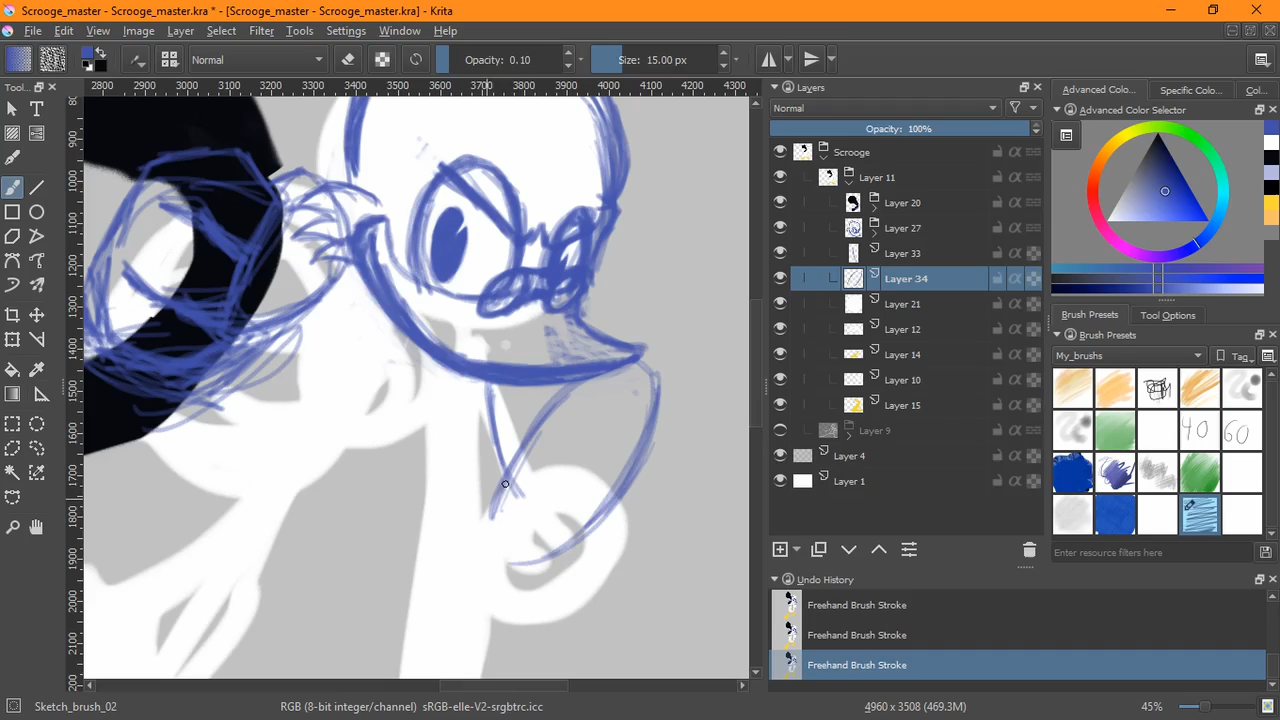 Scrooge_master - Scrooge_master.kra * - [Scrooge_master - Scrooge_master.kra] - Krita
File Edit View Image Layer Select Filter Tools Settings Window Help
Normal Opacity: 0.10 Size: 15.00 px
Tool... Layers Advanced Colo... Specific Colo... Col...
2800 2900 3000 3100 3200 3300 3400 3500 3600 3700 3800 3900 4000 4100 4200 4300
Normal
Advanced Color Selector
Opacity: 100%
Scrooge
Layer 11
Layer 20
Layer 27
Layer 33
Layer 34
Layer 21
Layer 12
Layer 14
Layer 10
Layer 15
Layer 9
Layer 4
Layer 1
Brush Presets Tool Options
Brush Presets
My_brushes Tag
40 60
Enter resource filters here
Undo History
Freehand Brush Stroke
Freehand Brush Stroke
Freehand Brush Stroke
Sketch_brush_02 RGB (8-bit integer/channel) sRGB-elle-V2-srgbtrc.icc 4960 x 3508 (469.3M) 45%